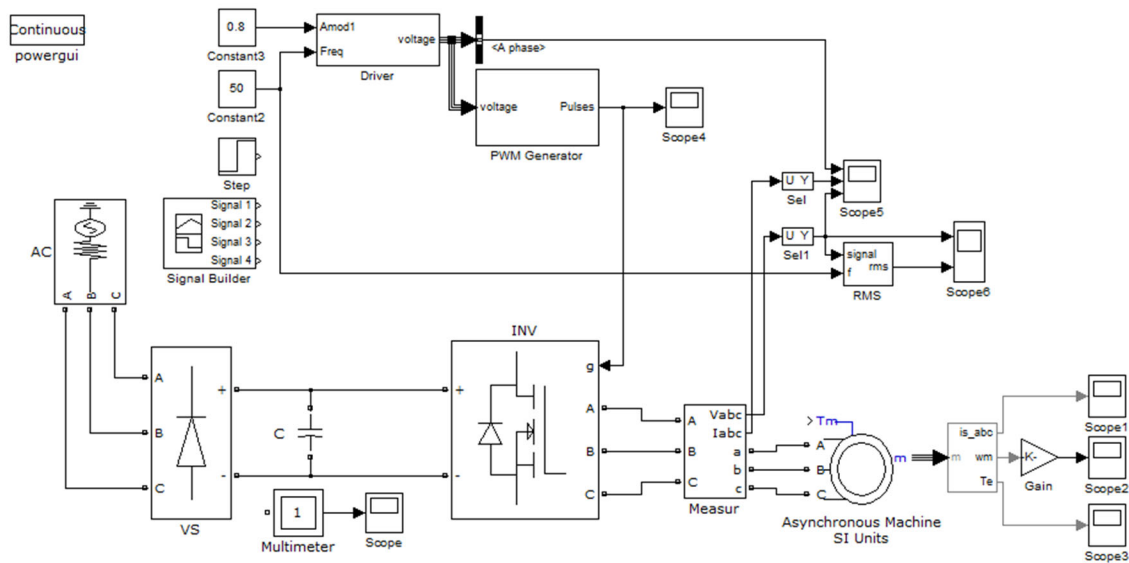 Continuous
powergui
0.8
Constant3
50
Constant2
Amod1
Freq
voltage
Driver
<A phase>
voltage
Pulses
PWM Generator
Scope4
Step
Signal 1
Signal 2
Signal 3
Signal 4
Signal Builder
U Y
Sel
Scope5
U Y
Sel1
signal
f
rms
RMS
Scope6
AC
A
B
C
A
B
C
+
-
VS
C
1
Multimeter
Scope
INV
+
-
g
A
B
C
A
B
C
Vabc
Iabc
a
b
c
Measur
Tm
A
B
C
m
Asynchronous Machine
SI Units
m
is_abc
wm
Te
K-
Gain
Scope1
Scope2
Scope3